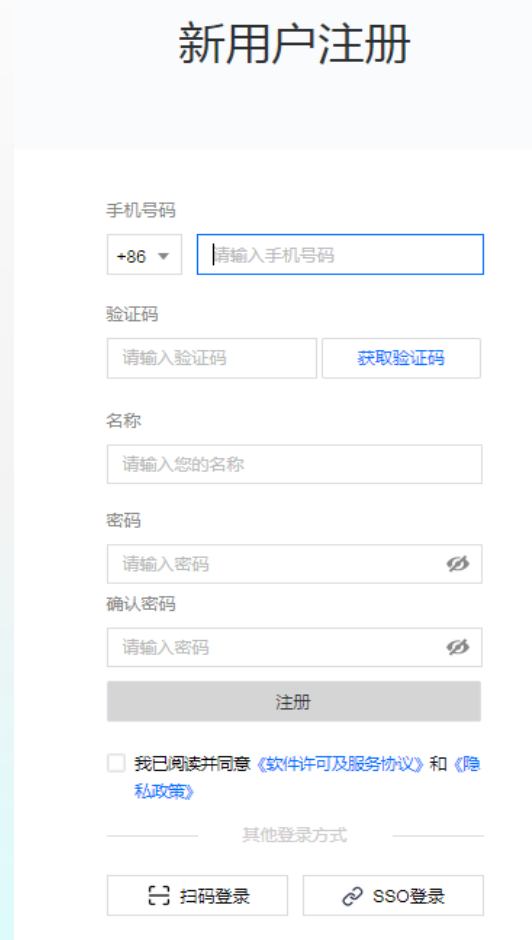 新用户注册
手机号码
+86 请输入手机号码
验证码
请输入验证码 获取验证码
名称
请输入您的名称
密码
请输入密码
确认密码
请输入密码
注册
我已阅读并同意《软件许可及服务协议》和《隐
私政策》
其他登录方式
扫码登录 SSO登录